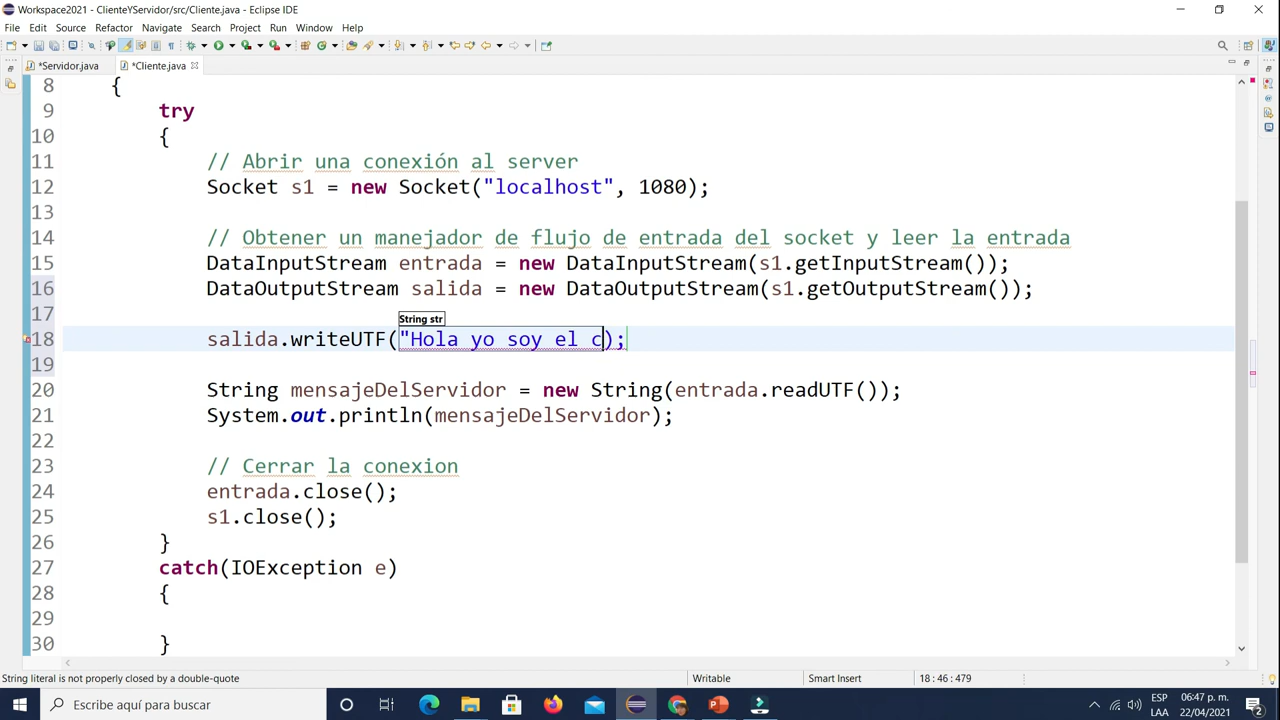 Workspace2021 - ClienteYServidor/src/Cliente.java - Eclipse IDE
File Edit Source Refactor Navigate Search Project Run Window Help
*Servidor.java *Cliente.java
8 {
9 try
10 {
11 // Abrir una conexión al server
12 Socket s1 = new Socket("localhost", 1080);
13
14 // Obtener un manejador de flujo de entrada del socket y leer la entrada
15 DataInputStream entrada = new DataInputStream(s1.getInputStream());
16 DataOutputStream salida = new DataOutputStream(s1.getOutputStream());
17
String str
18 salida.writeUTF("Hola yo soy el c);
19
20 String mensajeDelServidor = new String(entrada.readUTF());
21 System.out.println(mensajeDelServidor);
22
23 // Cerrar la conexion
24 entrada.close();
25 s1.close();
26 }
27 catch(IOException e)
28 {
29
30 }
String literal is not properly closed by a double-quote Writable Smart Insert 18 : 46 : 479
Escribe aquí para buscar ESP 06:47 p. m.
LAA 22/04/2021 2